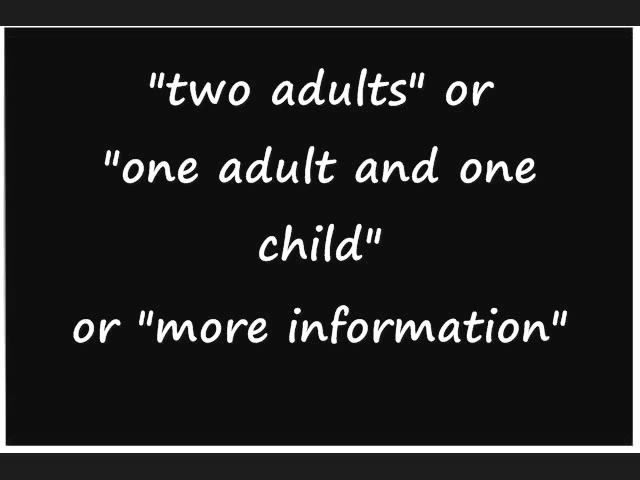 "two adults" or
"one adult and one
child"
or "more information"